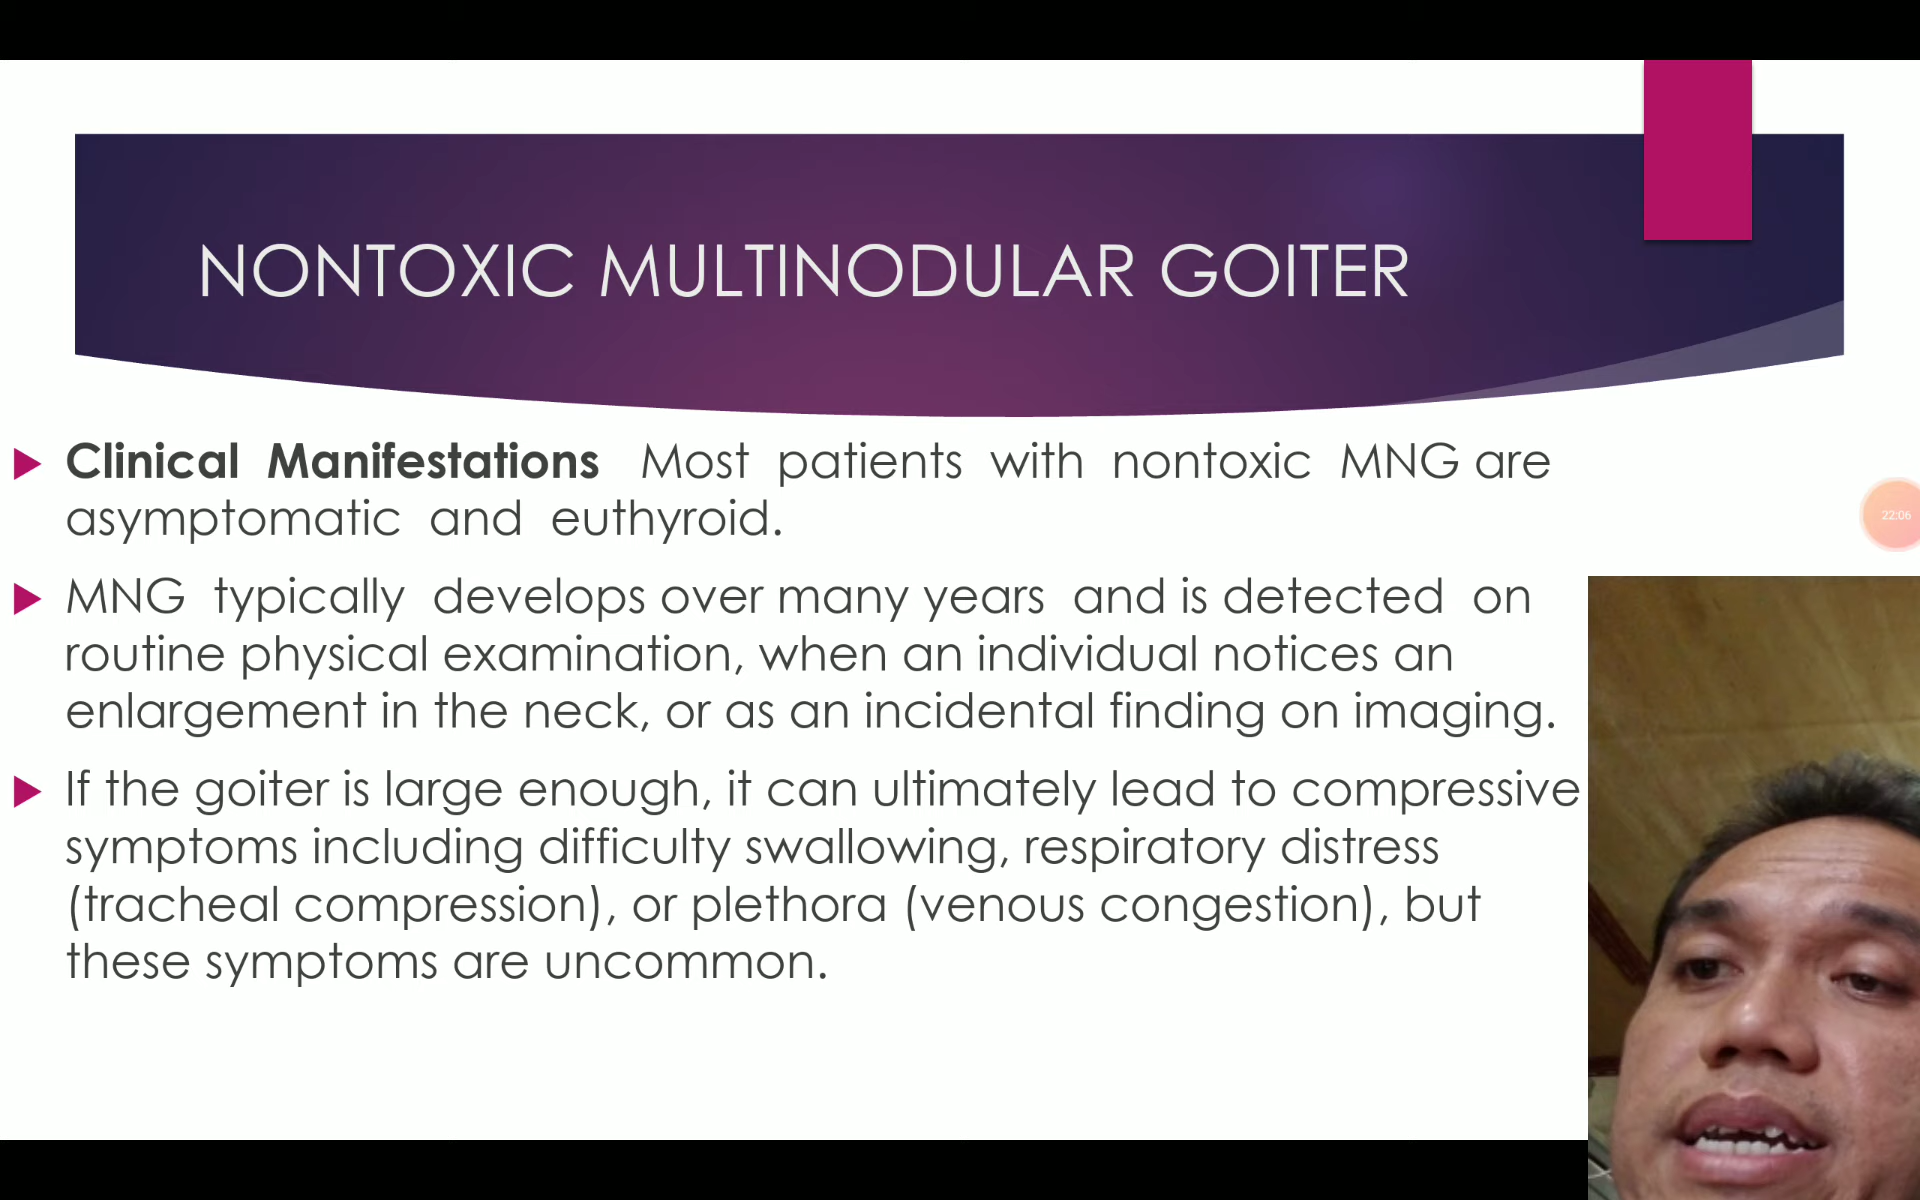 NONTOXIC MULTINODULAR GOITER
Clinical Manifestations Most patients with nontoxic MNG are
asymptomatic and euthyroid.
MNG typically develops over many years and is detected on
routine physical examination, when an individual notices an
enlargement in the neck, or as an incidental finding on imaging.
If the goiter is large enough, it can ultimately lead to compressive
symptoms including difficulty swallowing, respiratory distress
(tracheal compression), or plethora (venous congestion), but
these symptoms are uncommon.
22:06